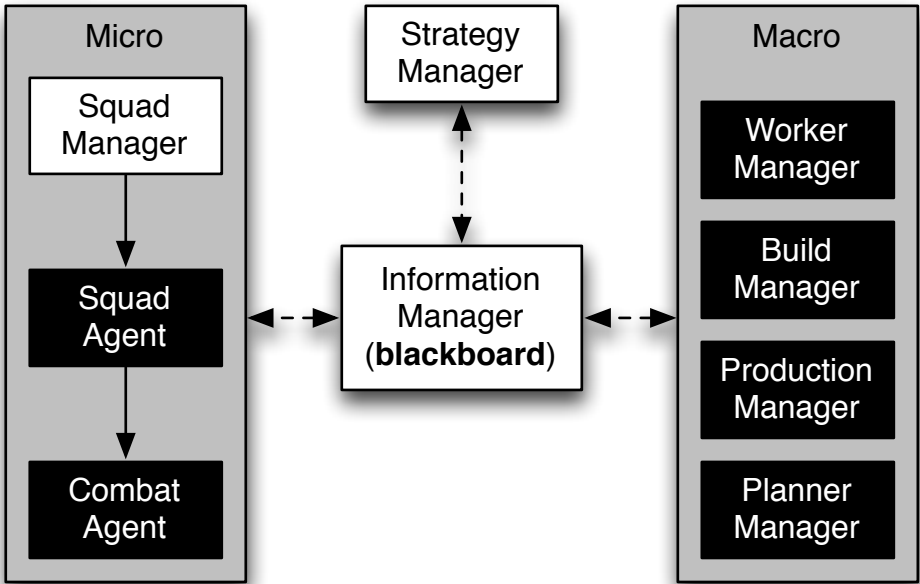 Micro
Squad
Manager
Squad
Agent
Combat
Agent
Strategy
Manager
Information
Manager
(blackboard)
Macro
Worker
Manager
Build
Manager
Production
Manager
Planner
Manager